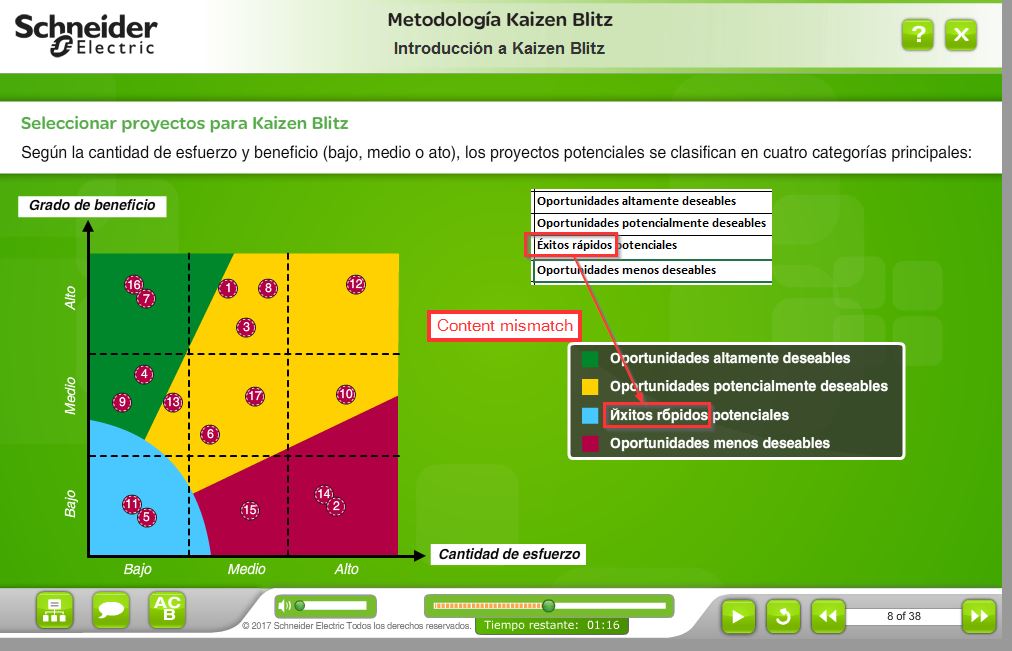 Schneider
Electric
Metodología Kaizen Blitz
Introducción a Kaizen Blitz
?
X
Seleccionar proyectos para Kaizen Blitz
Según la cantidad de esfuerzo y beneficio (bajo, medio o ato), los proyectos potenciales se clasifican en cuatro categorías principales:
Grado de beneficio
Oportunidades altamente deseables
Oportunidades potencialmente deseables
Éxitos rápidos potenciales
Oportunidades menos deseables
Alto
16
7
1
8
12
3
Content mismatch
Oportunidades altamente deseables
Oportunidades potencialmente deseables
Йxitos rбpidos potenciales
Oportunidades menos deseables
Medio
4
9
13
17
10
6
Bajo
11
5
15
14
2
Cantidad de esfuerzo
Bajo
Medio
Alto
AC
B
© 2017 Schneider Electric Todos los derechos reservados.
Tiempo restante: 01:16
8 of 38